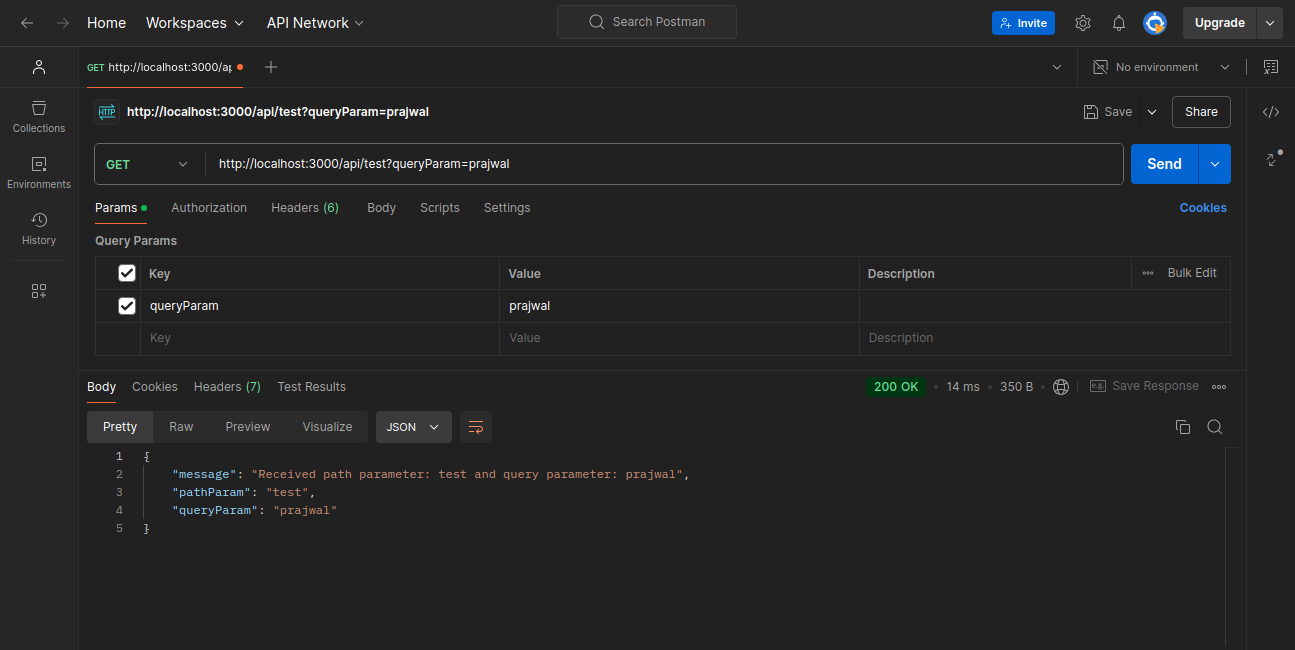 Home Workspaces API Network Search Postman Invite Upgrade
GET http://localhost:3000/ap No environment
Collections
Environments
History
HTTP http://localhost:3000/api/test?queryParam=prajwal Save Share
GET http://localhost:3000/api/test?queryParam=prajwal Send
Params Authorization Headers (6) Body Scripts Settings Cookies
Query Params
Key Value Description Bulk Edit
queryParam prajwal
Key Value Description
Body Cookies Headers (7) Test Results 200 OK 14 ms 350 B e.g. Save Response
Pretty Raw Preview Visualize JSON
1 {
2 "message": "Received path parameter: test and query parameter: prajwal",
3 "pathParam": "test",
4 "queryParam": "prajwal"
5 }